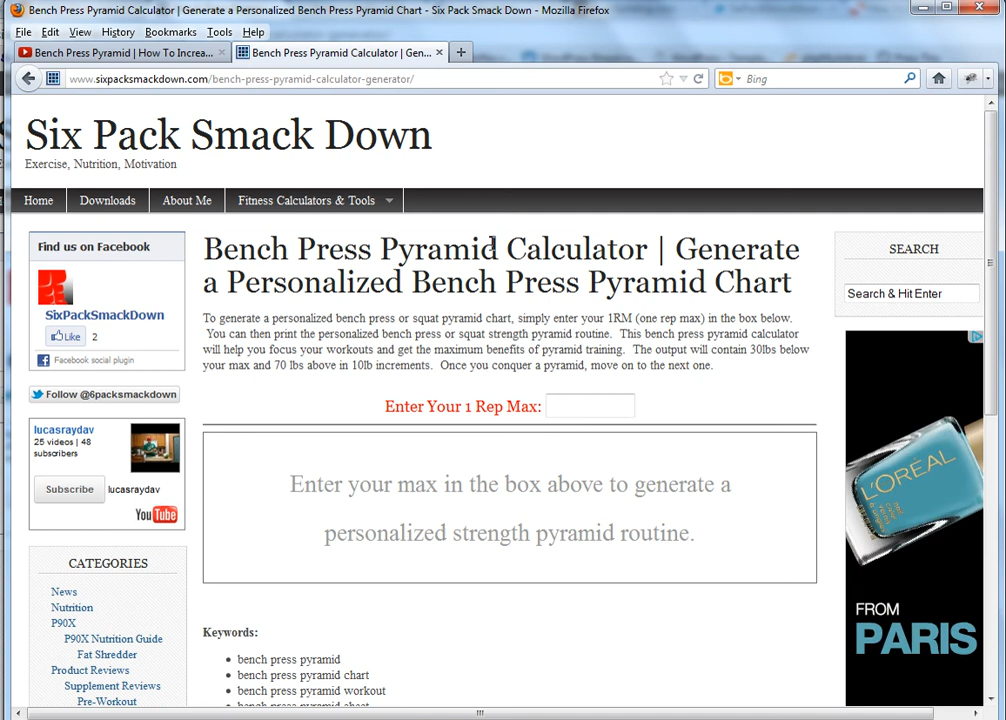 Bench Press Pyramid Calculator | Generate a Personalized Bench Press Pyramid Chart - Six Pack Smack Down - Mozilla Firefox
File Edit View History Bookmarks Tools Help
Bench Press Pyramid | How To Increa... × Bench Press Pyramid Calculator | Gen... × +
www.sixpacksmackdown.com/bench-press-pyramid-calculator-generator/ Bing
Six Pack Smack Down
Exercise, Nutrition, Motivation
Home Downloads About Me Fitness Calculators & Tools
Find us on Facebook
SixPackSmackDown
Like 2
Facebook social plugin
Follow @6packsmackdown
lucasraydav
25 videos | 48
subscribers
Subscribe lucasraydav
YouTube
CATEGORIES
News
Nutrition
P90X
P90X Nutrition Guide
Fat Shredder
Product Reviews
Supplement Reviews
Pre-Workout
Bench Press Pyramid Calculator | Generate
a Personalized Bench Press Pyramid Chart
To generate a personalized bench press or squat pyramid chart, simply enter your 1RM (one rep max) in the box below.
You can then print the personalized bench press or squat strength pyramid routine. This bench press pyramid calculator
will help you focus your workouts and get the maximum benefits of pyramid training. The output will contain 30lbs below
your max and 70 lbs above in 10lb increments. Once you conquer a pyramid, move on to the next one.
Enter Your 1 Rep Max:
Enter your max in the box above to generate a
personalized strength pyramid routine.
Keywords:
bench press pyramid
bench press pyramid chart
bench press pyramid workout
bench press pyramid sheet
SEARCH
Search & Hit Enter
L'ORÉAL
FROM
PARIS